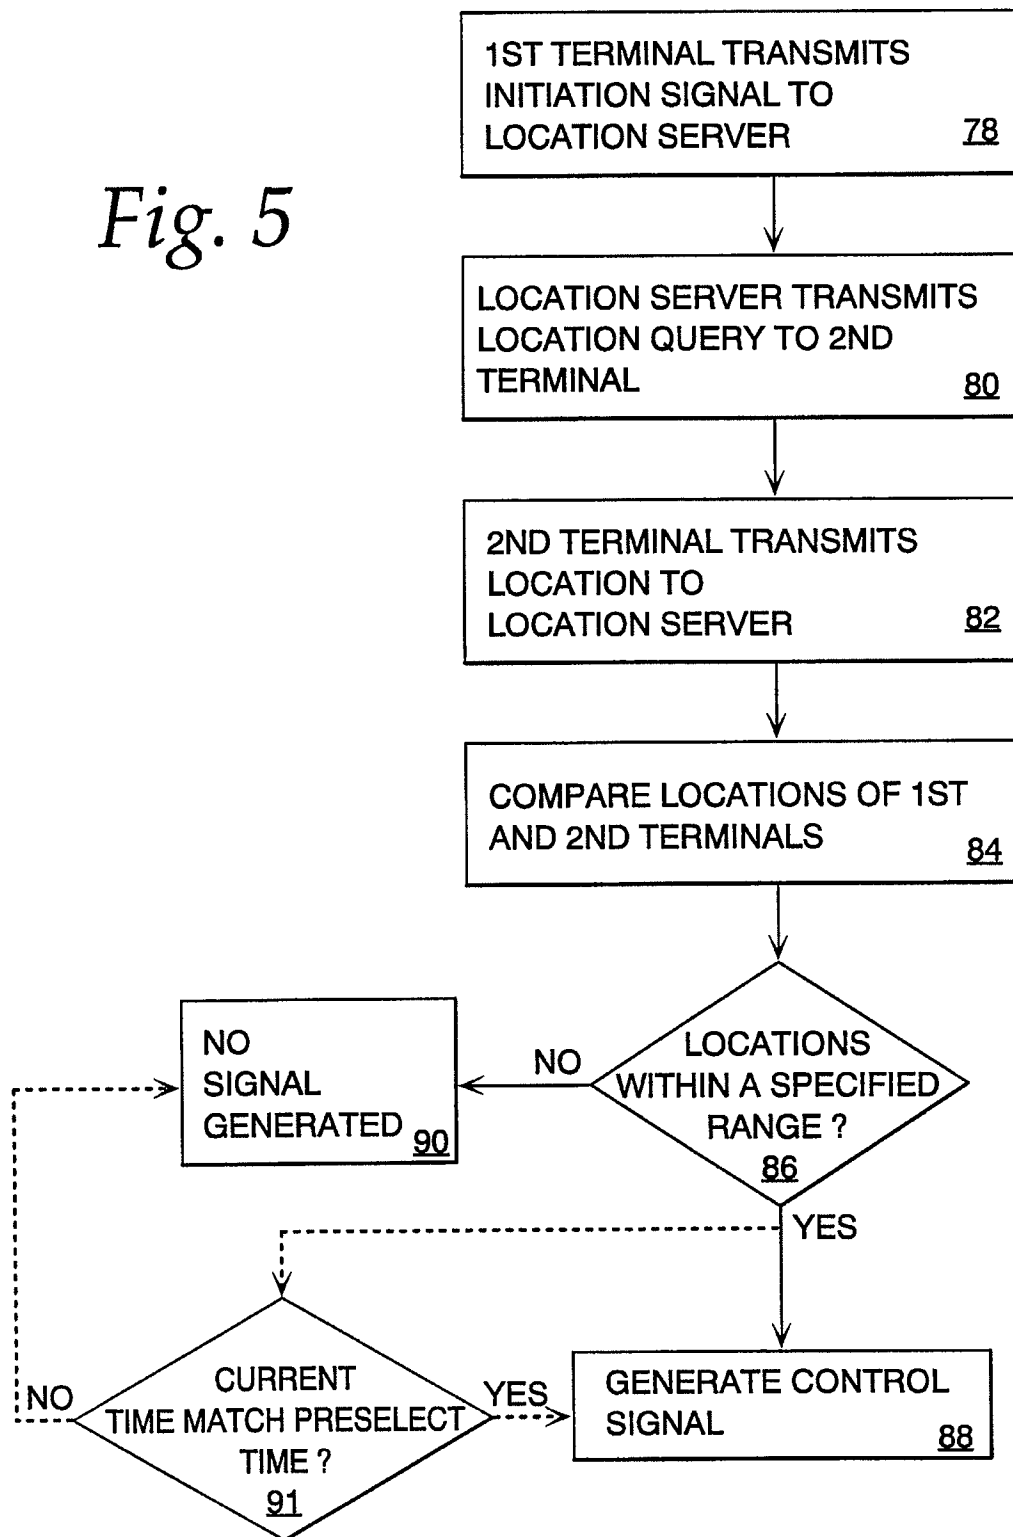 Fig. 5
1ST TERMINAL TRANSMITS
INITIATION SIGNAL TO
LOCATION SERVER
78
LOCATION SERVER TRANSMITS
LOCATION QUERY TO 2ND
TERMINAL
80
2ND TERMINAL TRANSMITS
LOCATION TO
LOCATION SERVER
82
COMPARE LOCATIONS OF 1ST
AND 2ND TERMINALS
84
LOCATIONS
WITHIN A SPECIFIED
RANGE ?
86
NO
NO
SIGNAL
GENERATED
90
YES
CURRENT
TIME MATCH PRESELECT
TIME ?
91
NO
YES
GENERATE CONTROL
SIGNAL
88